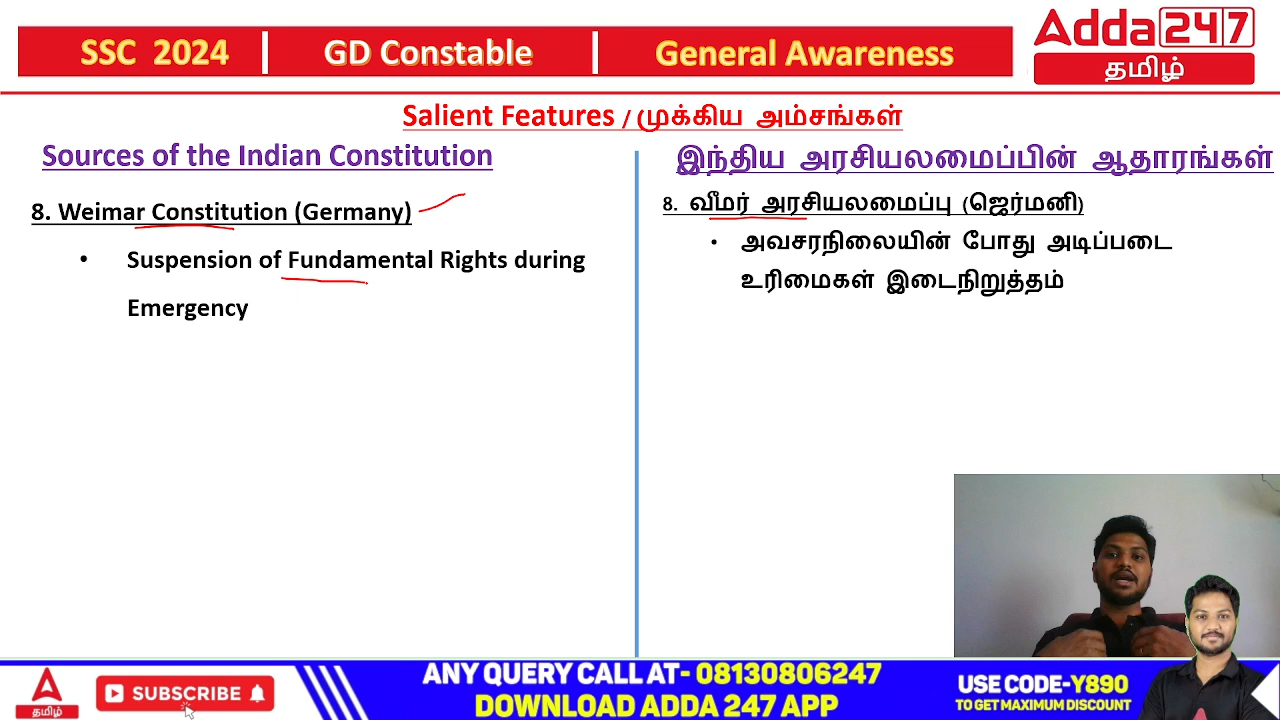 SSC 2024 GD Constable General Awareness
Adda247
தமிழ்
Salient Features / முக்கிய அம்சங்கள்
Sources of the Indian Constitution
8. Weimar Constitution (Germany)
• Suspension of Fundamental Rights during
Emergency
இந்திய அரசியலமைப்பின் ஆதாரங்கள்
8. வீமர் அரசியலமைப்பு (ஜெர்மனி)
• அவசரநிலையின் போது அடிப்படை
உரிமைகள் இடைநிறுத்தம்
தமிழ்
SUBSCRIBE
ANY QUERY CALL AT- 08130806247
DOWNLOAD ADDA 247 APP
USE CODE-Y890
TO GET MAXIMUM DISCOUNT